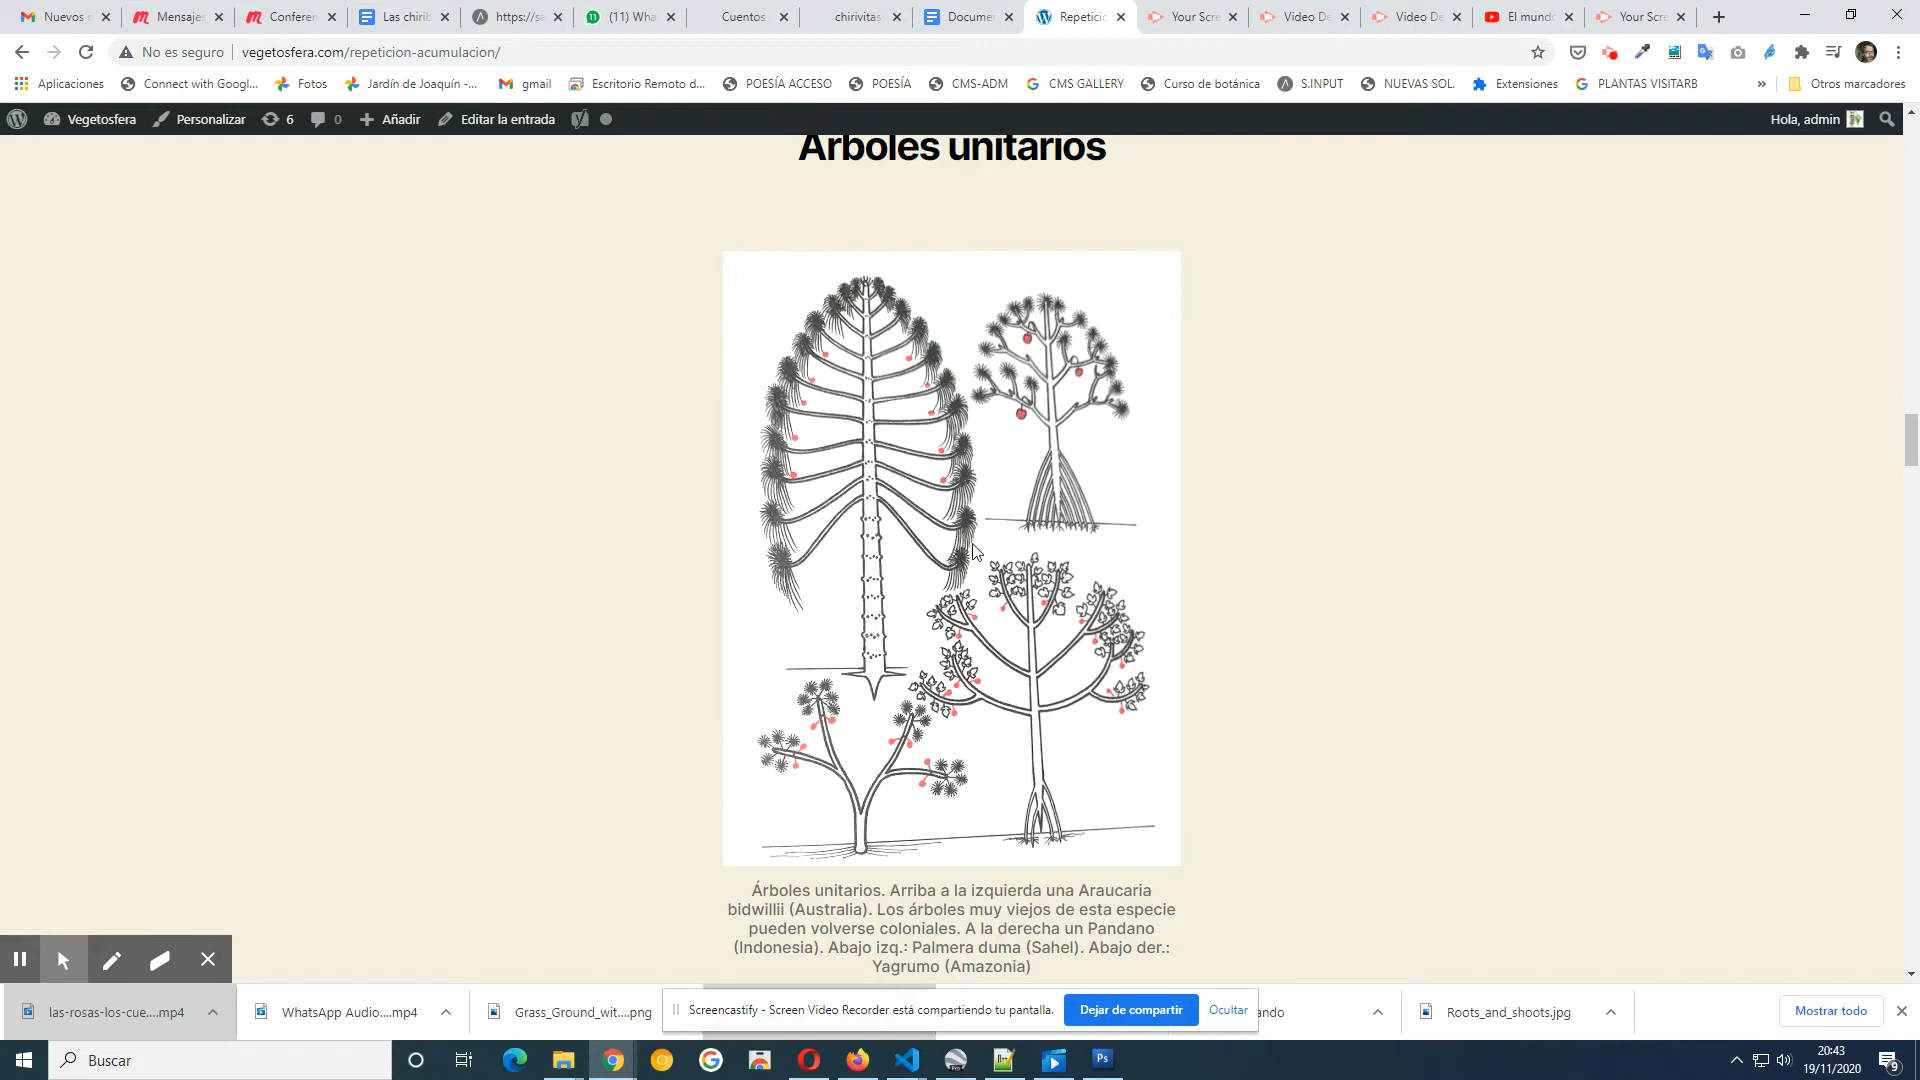 Nuevos m
Mensajes
Conferen
Las chirib
https://sa
(11) Wha
Cuentos
chirivitas
Docume
Repetició
Your Scre
Video De
Video De
El mundo
Your Scre
No es seguro
vegetosfera.com/repeticion-acumulacion/
Aplicaciones
Connect with Googl...
Fotos
Jardín de Joaquín -...
gmail
Escritorio Remoto d...
POESÍA ACCESO
POESÍA
CMS-ADM
CMS GALLERY
Curso de botánica
S.INPUT
NUEVAS SOL.
Extensiones
PLANTAS VISITARB
Otros marcadores
Vegetosfera
Personalizar
6
0
Añadir
Editar la entrada
Hola, admin
Árboles unitarios
Árboles unitarios. Arriba a la izquierda una Araucaria
bidwillii (Australia). Los árboles muy viejos de esta especie
pueden volverse coloniales. A la derecha un Pandano
(Indonesia). Abajo izq.: Palmera duma (Sahel). Abajo der.:
Yagrumo (Amazonia)
las-rosas-los-cue....mp4
WhatsApp Audio....mp4
Grass_Ground_wit....png
Screencastify - Screen Video Recorder está compartiendo tu pantalla.
Dejar de compartir
Ocultar
ando
Roots_and_shoots.jpg
Mostrar todo
Buscar
Ps
20:43
19/11/2020
9